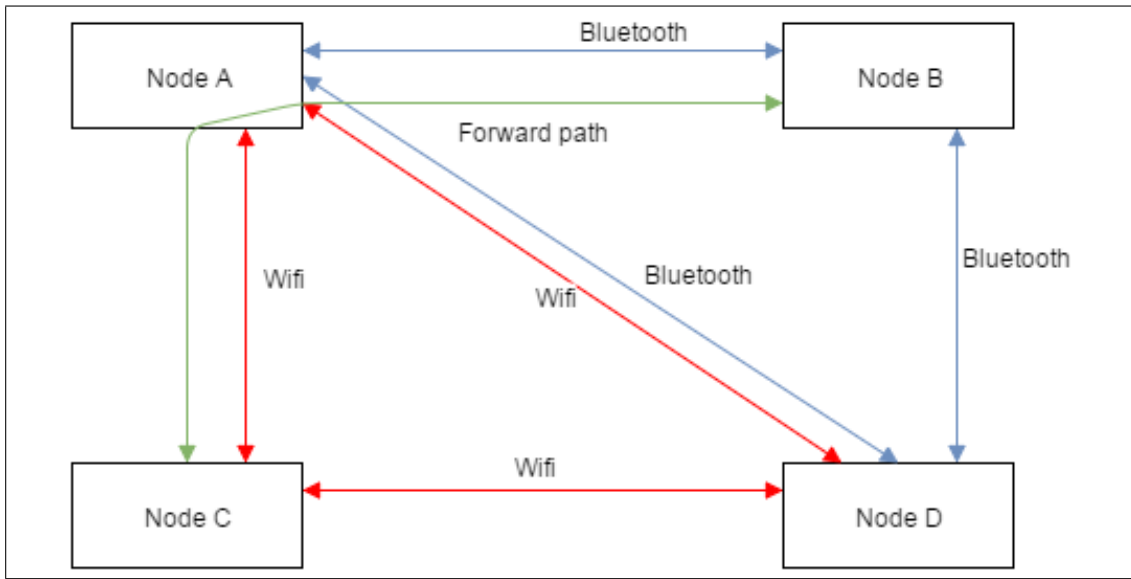 Bluetooth
Node A
Node B
Forward path
Wifi
Bluetooth
Bluetooth
Wifi
Wifi
Node C
Node D